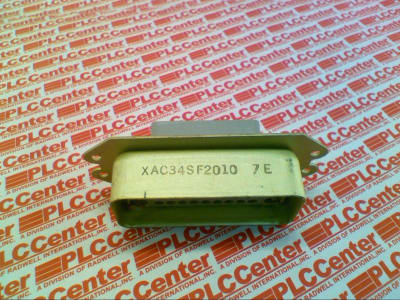 PLCCenter
A DIVISION OF RADWELL INTERNATIONAL, INC.
XAC34SF2010 7E